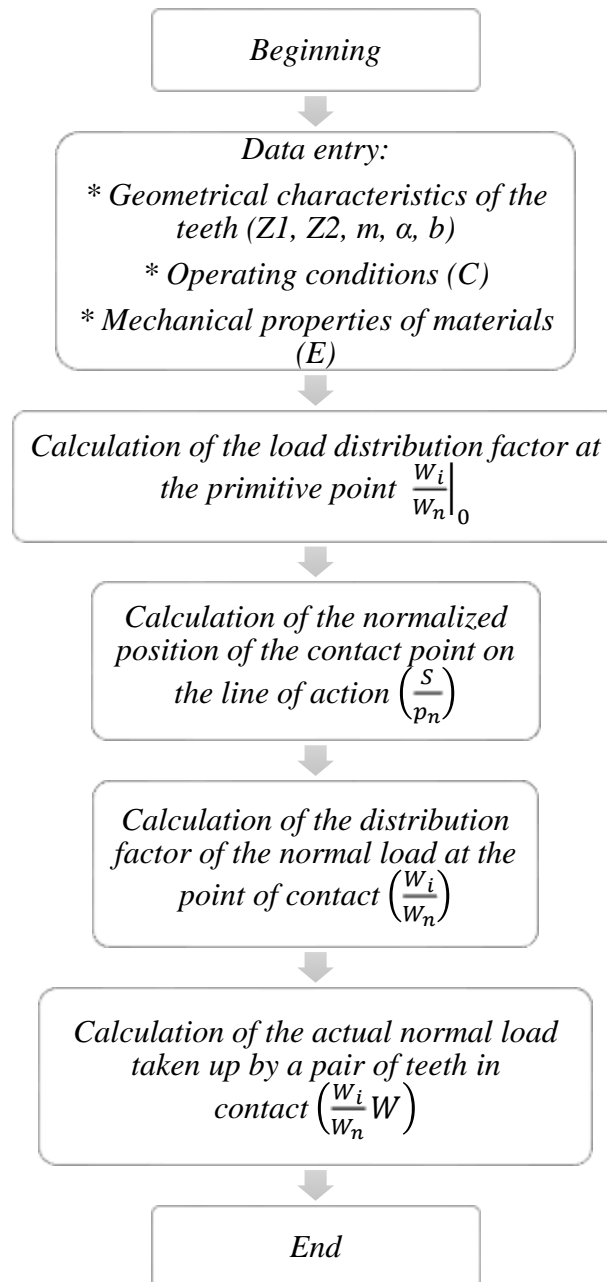 Beginning
Data entry:
* Geometrical characteristics of the
teeth (Z1, Z2, m, α, b)
* Operating conditions (C)
* Mechanical properties of materials
(E)
Calculation of the load distribution factor at
the primitive point W_i/W_n|_0
Calculation of the normalized
position of the contact point on
the line of action (S/p_n)
Calculation of the distribution
factor of the normal load at the
point of contact (W_i/W_n)
Calculation of the actual normal load
taken up by a pair of teeth in
contact (W_i/W_n W)
End